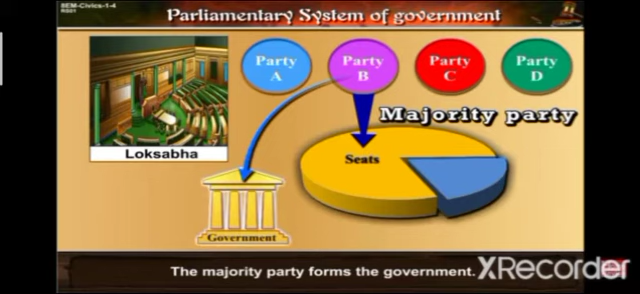 SEM-Civics-1-4
RS01
Parliamentary System of government
Party
A
Party
B
Party
C
Party
D
Majority party
Loksabha
Seats
Government
The majority party forms the government.
XRecorder